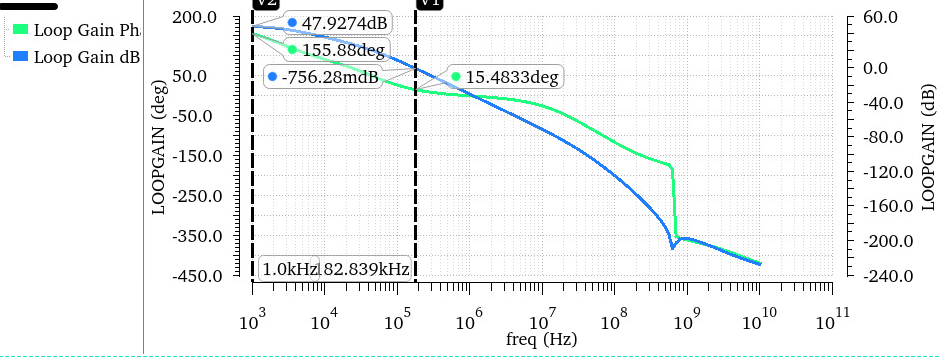 V2
V1
Loop Gain
Loop Gain dB
LOOPGAIN (deg)
200.0
50.0
-50.0
-150.0
-250.0
-350.0
-450.0
47.9274dB
155.88deg
-756.28mdB
15.4833deg
1.0kHz
82.839kHz
60.0
0.0
-40.0
-80.0
-120.0
-160.0
-200.0
-240.0
LOOPGAIN (dB)
10³ 10⁴ 10⁵ 10⁶ 10⁷ 10⁸ 10⁹ 10¹⁰ 10¹¹
freq (Hz)